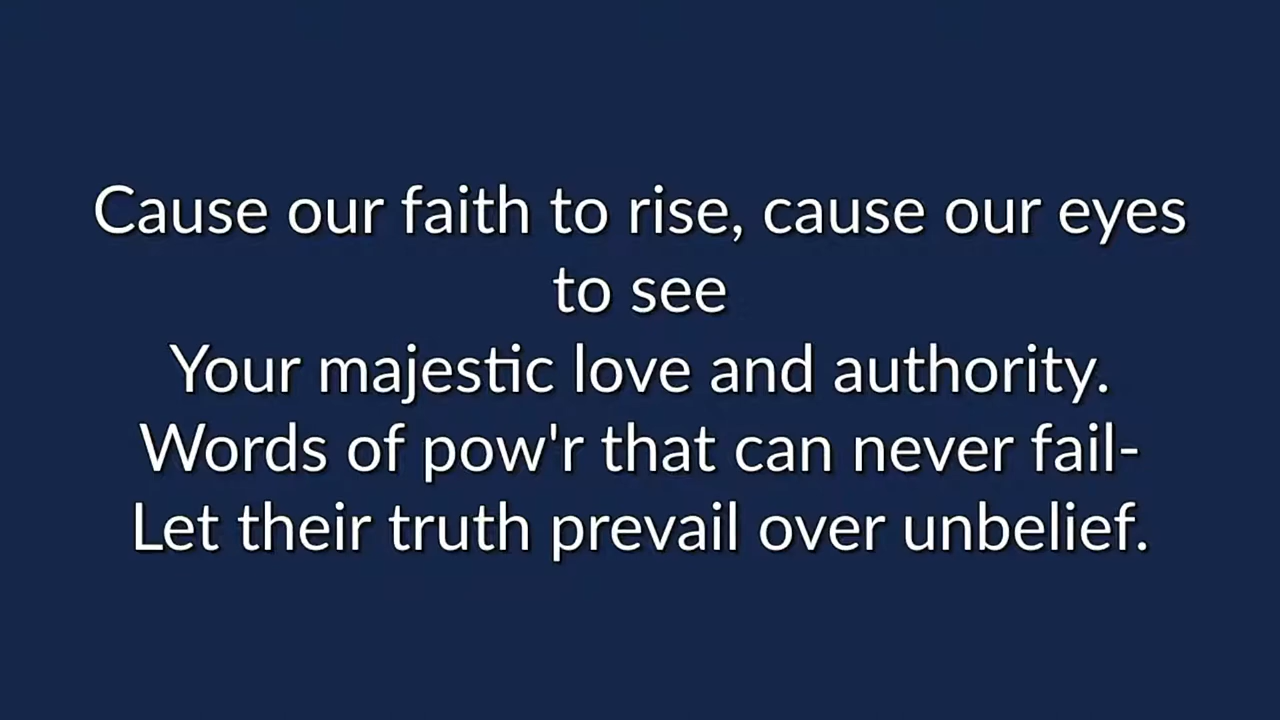 Cause our faith to rise, cause our eyes
to see
Your majestic love and authority.
Words of pow'r that can never fail-
Let their truth prevail over unbelief.